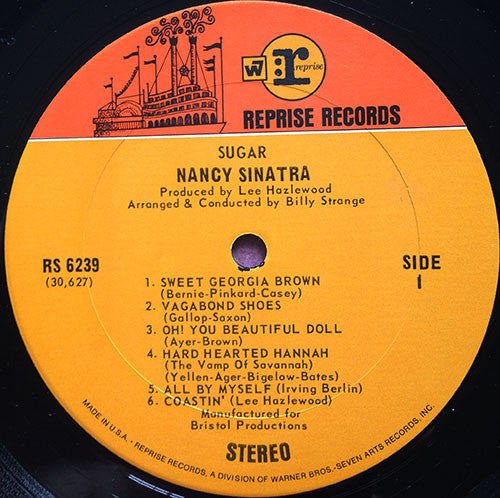 W7
r reprise
REPRISE RECORDS
SUGAR
NANCY SINATRA
Produced by Lee Hazlewood
Arranged & Conducted by Billy Strange
RS 6239
(30,627)
SIDE
1
1. SWEET GEORGIA BROWN
(Bernie-Pinkard-Casey)
2. VAGABOND SHOES
(Gallop-Saxon)
3. OH! YOU BEAUTIFUL DOLL
(Ayer-Brown)
4. HARD HEARTED HANNAH
(The Vamp Of Savannah)
(Yellen-Ager-Bigelow-Bates)
5. ALL BY MYSELF (Irving Berlin)
6. COASTIN' (Lee Hazlewood)
Manufactured for
Bristol Productions
STEREO
MADE IN U.S.A. • REPRISE RECORDS, A DIVISION OF WARNER BROS.-SEVEN ARTS RECORDS, INC.